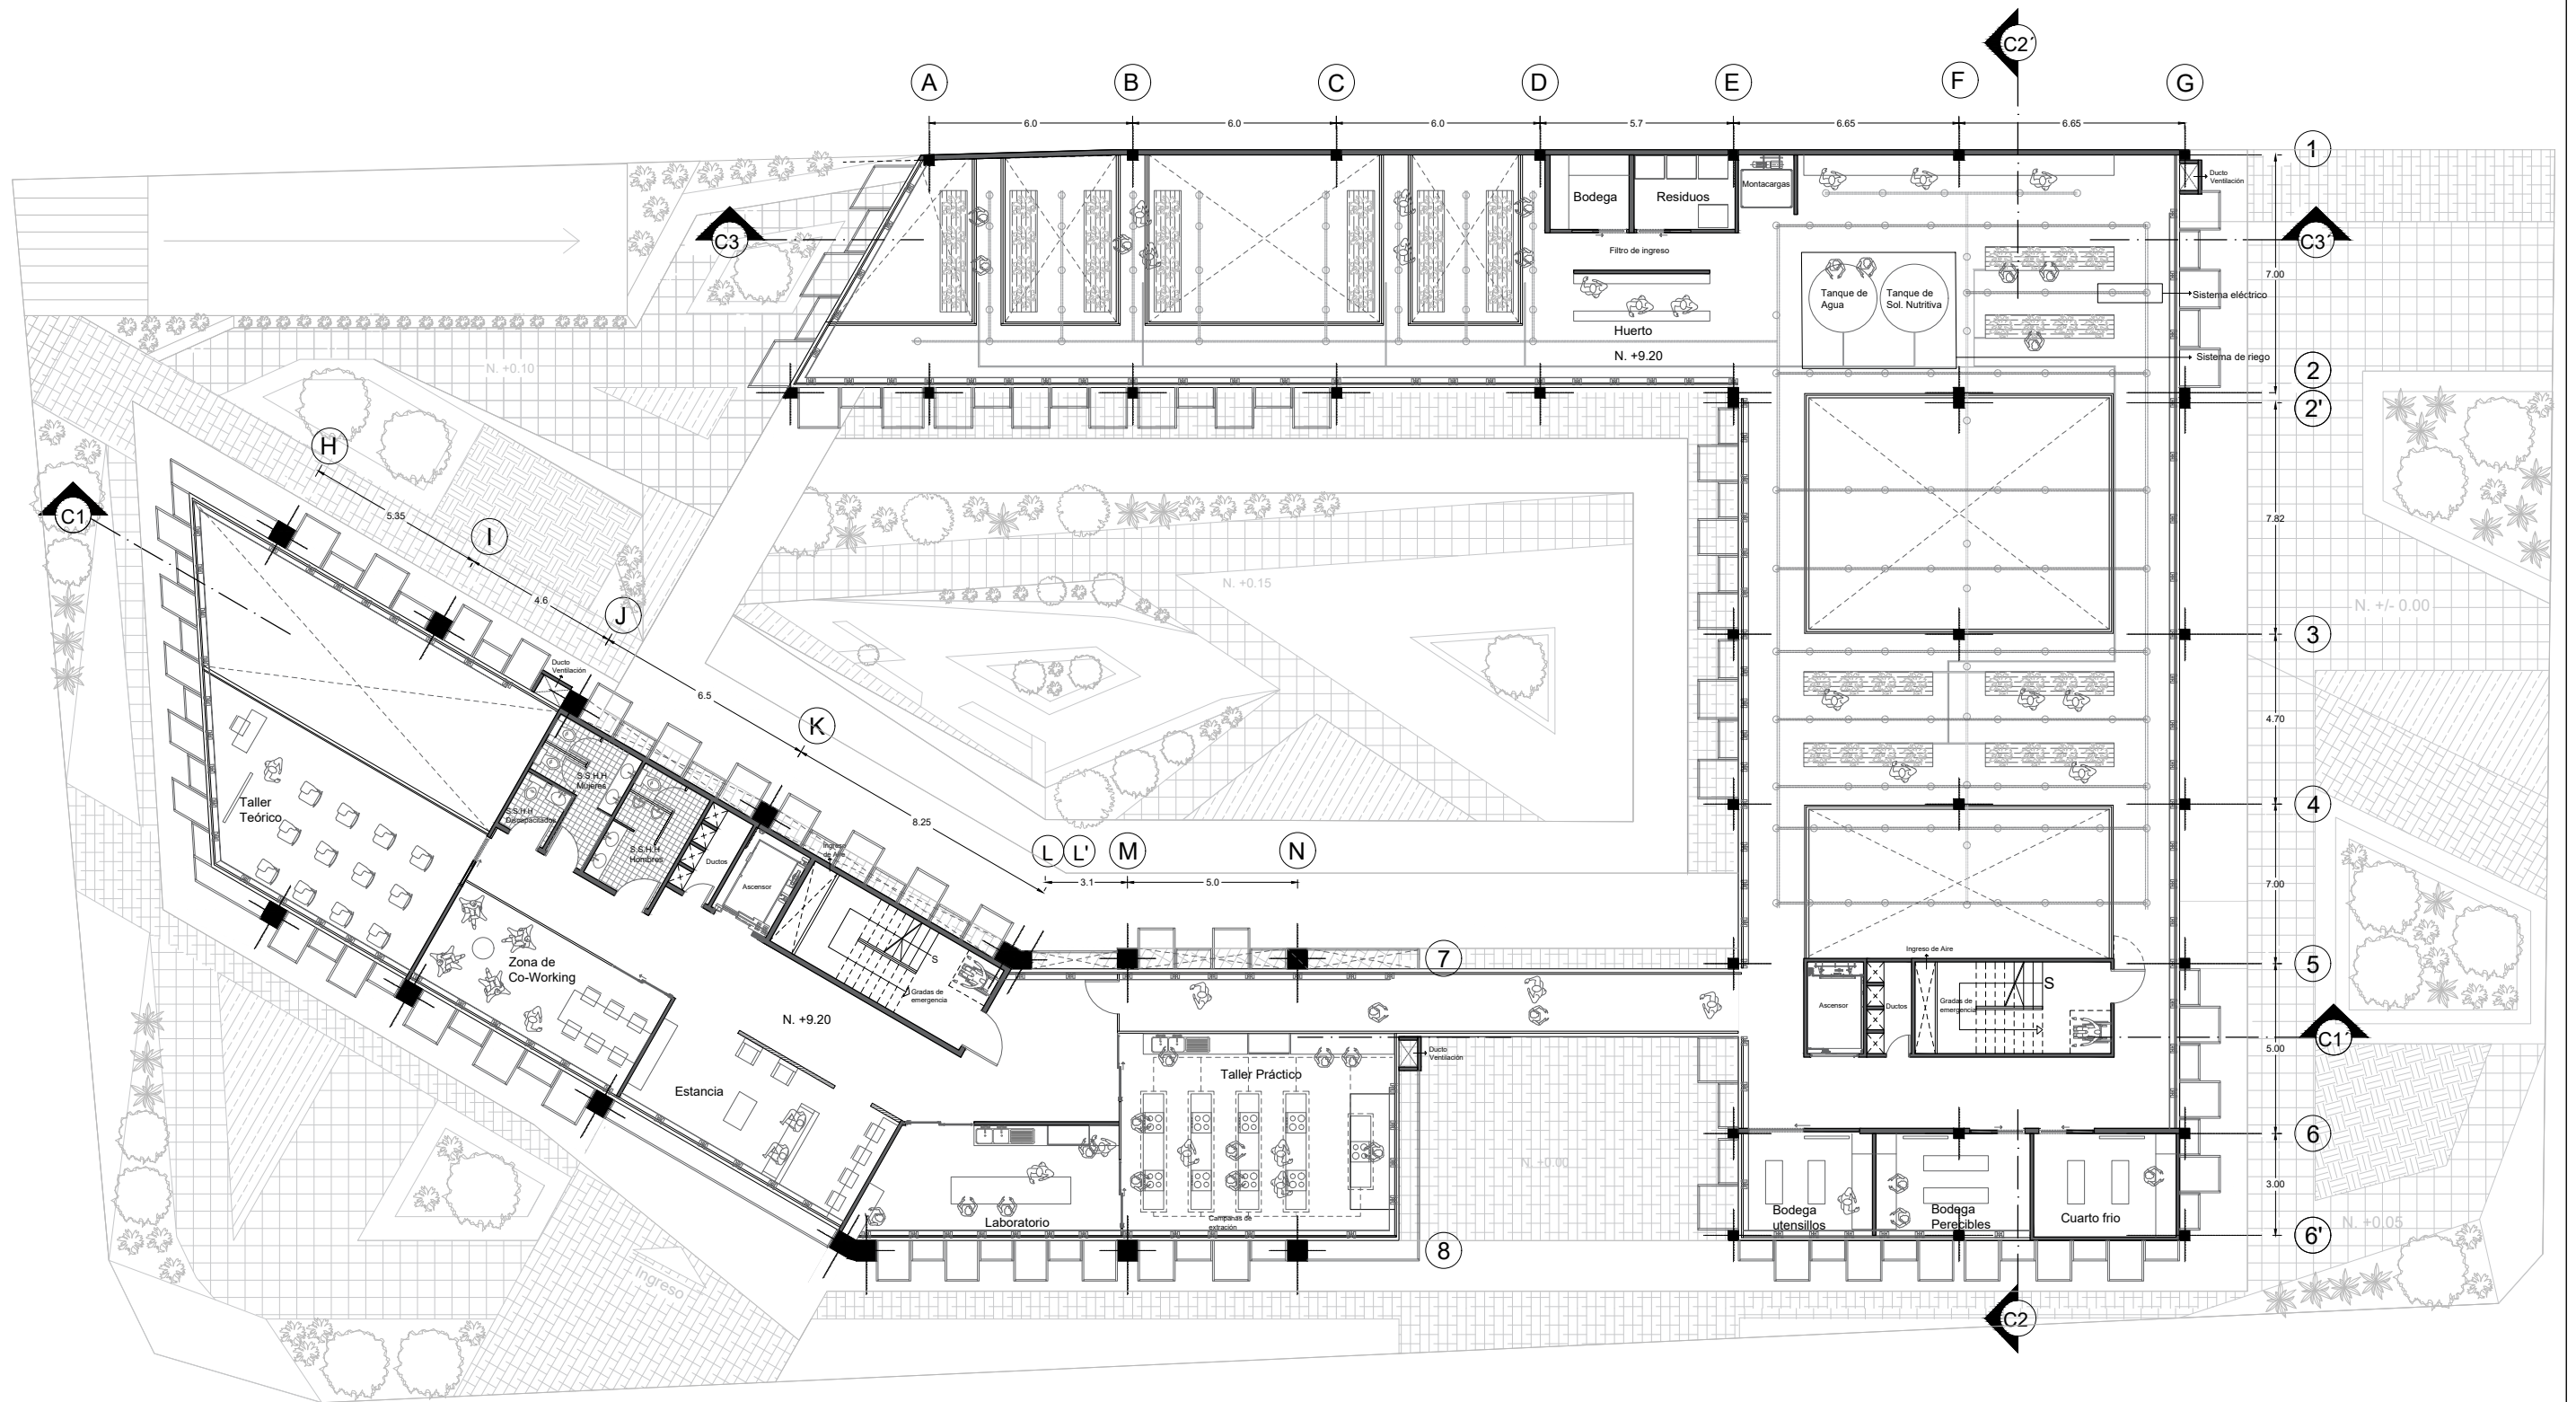 C2´
A
B
C
D
E
F
G
6.0
6.0
6.0
5.7
6.65
6.65
1
Ducto
Ventilación
Montacargas
Bodega
Residuos
C3
C3´
Filtro de ingreso
7.00
Tanque de
Agua
Tanque de
Sol. Nutritiva
Sistema eléctrico
Huerto
N. +9.20
Sistema de riego
N. +0.10
2
2'
H
C1
5.35
I
7.82
4.6
N. +0.15
J
N. +/- 0.00
3
Ducto
Ventilación
6.5
K
4.70
S.S.H.H
Mujeres
S.S.H.H
Discapacitados
Taller
Teórico
4
8.25
L
L'
M
N
S.S.H.H
Hombres
Ductos
Ingreso
de Aire
Ascensor
3.1
5.0
7.00
Zona de
Co-Working
S
7
Ingreso de Aire
5
Gradas de
emergencia
Ascensor
Ductos
Gradas de
emergencia
S
N. +9.20
C1´
5.00
Ducto
Ventilación
Taller Práctico
Estancia
6
N. +0.00
3.00
Laboratorio
Campanas de
extración
Bodega
utensillos
Bodega
Perecibles
Cuarto frio
N. +0.05
8
6'
Ingreso
C2